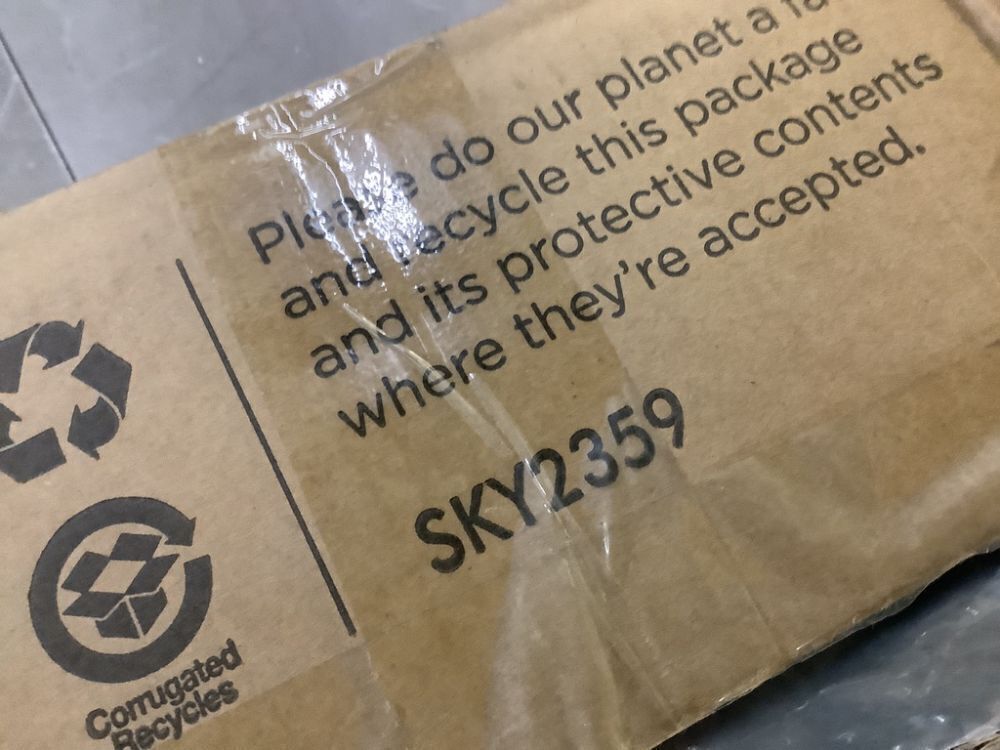 Please do our planet a
and recycle this package
and its protective contents
where they're accepted.
SKY2359
Corrugated
Recycles